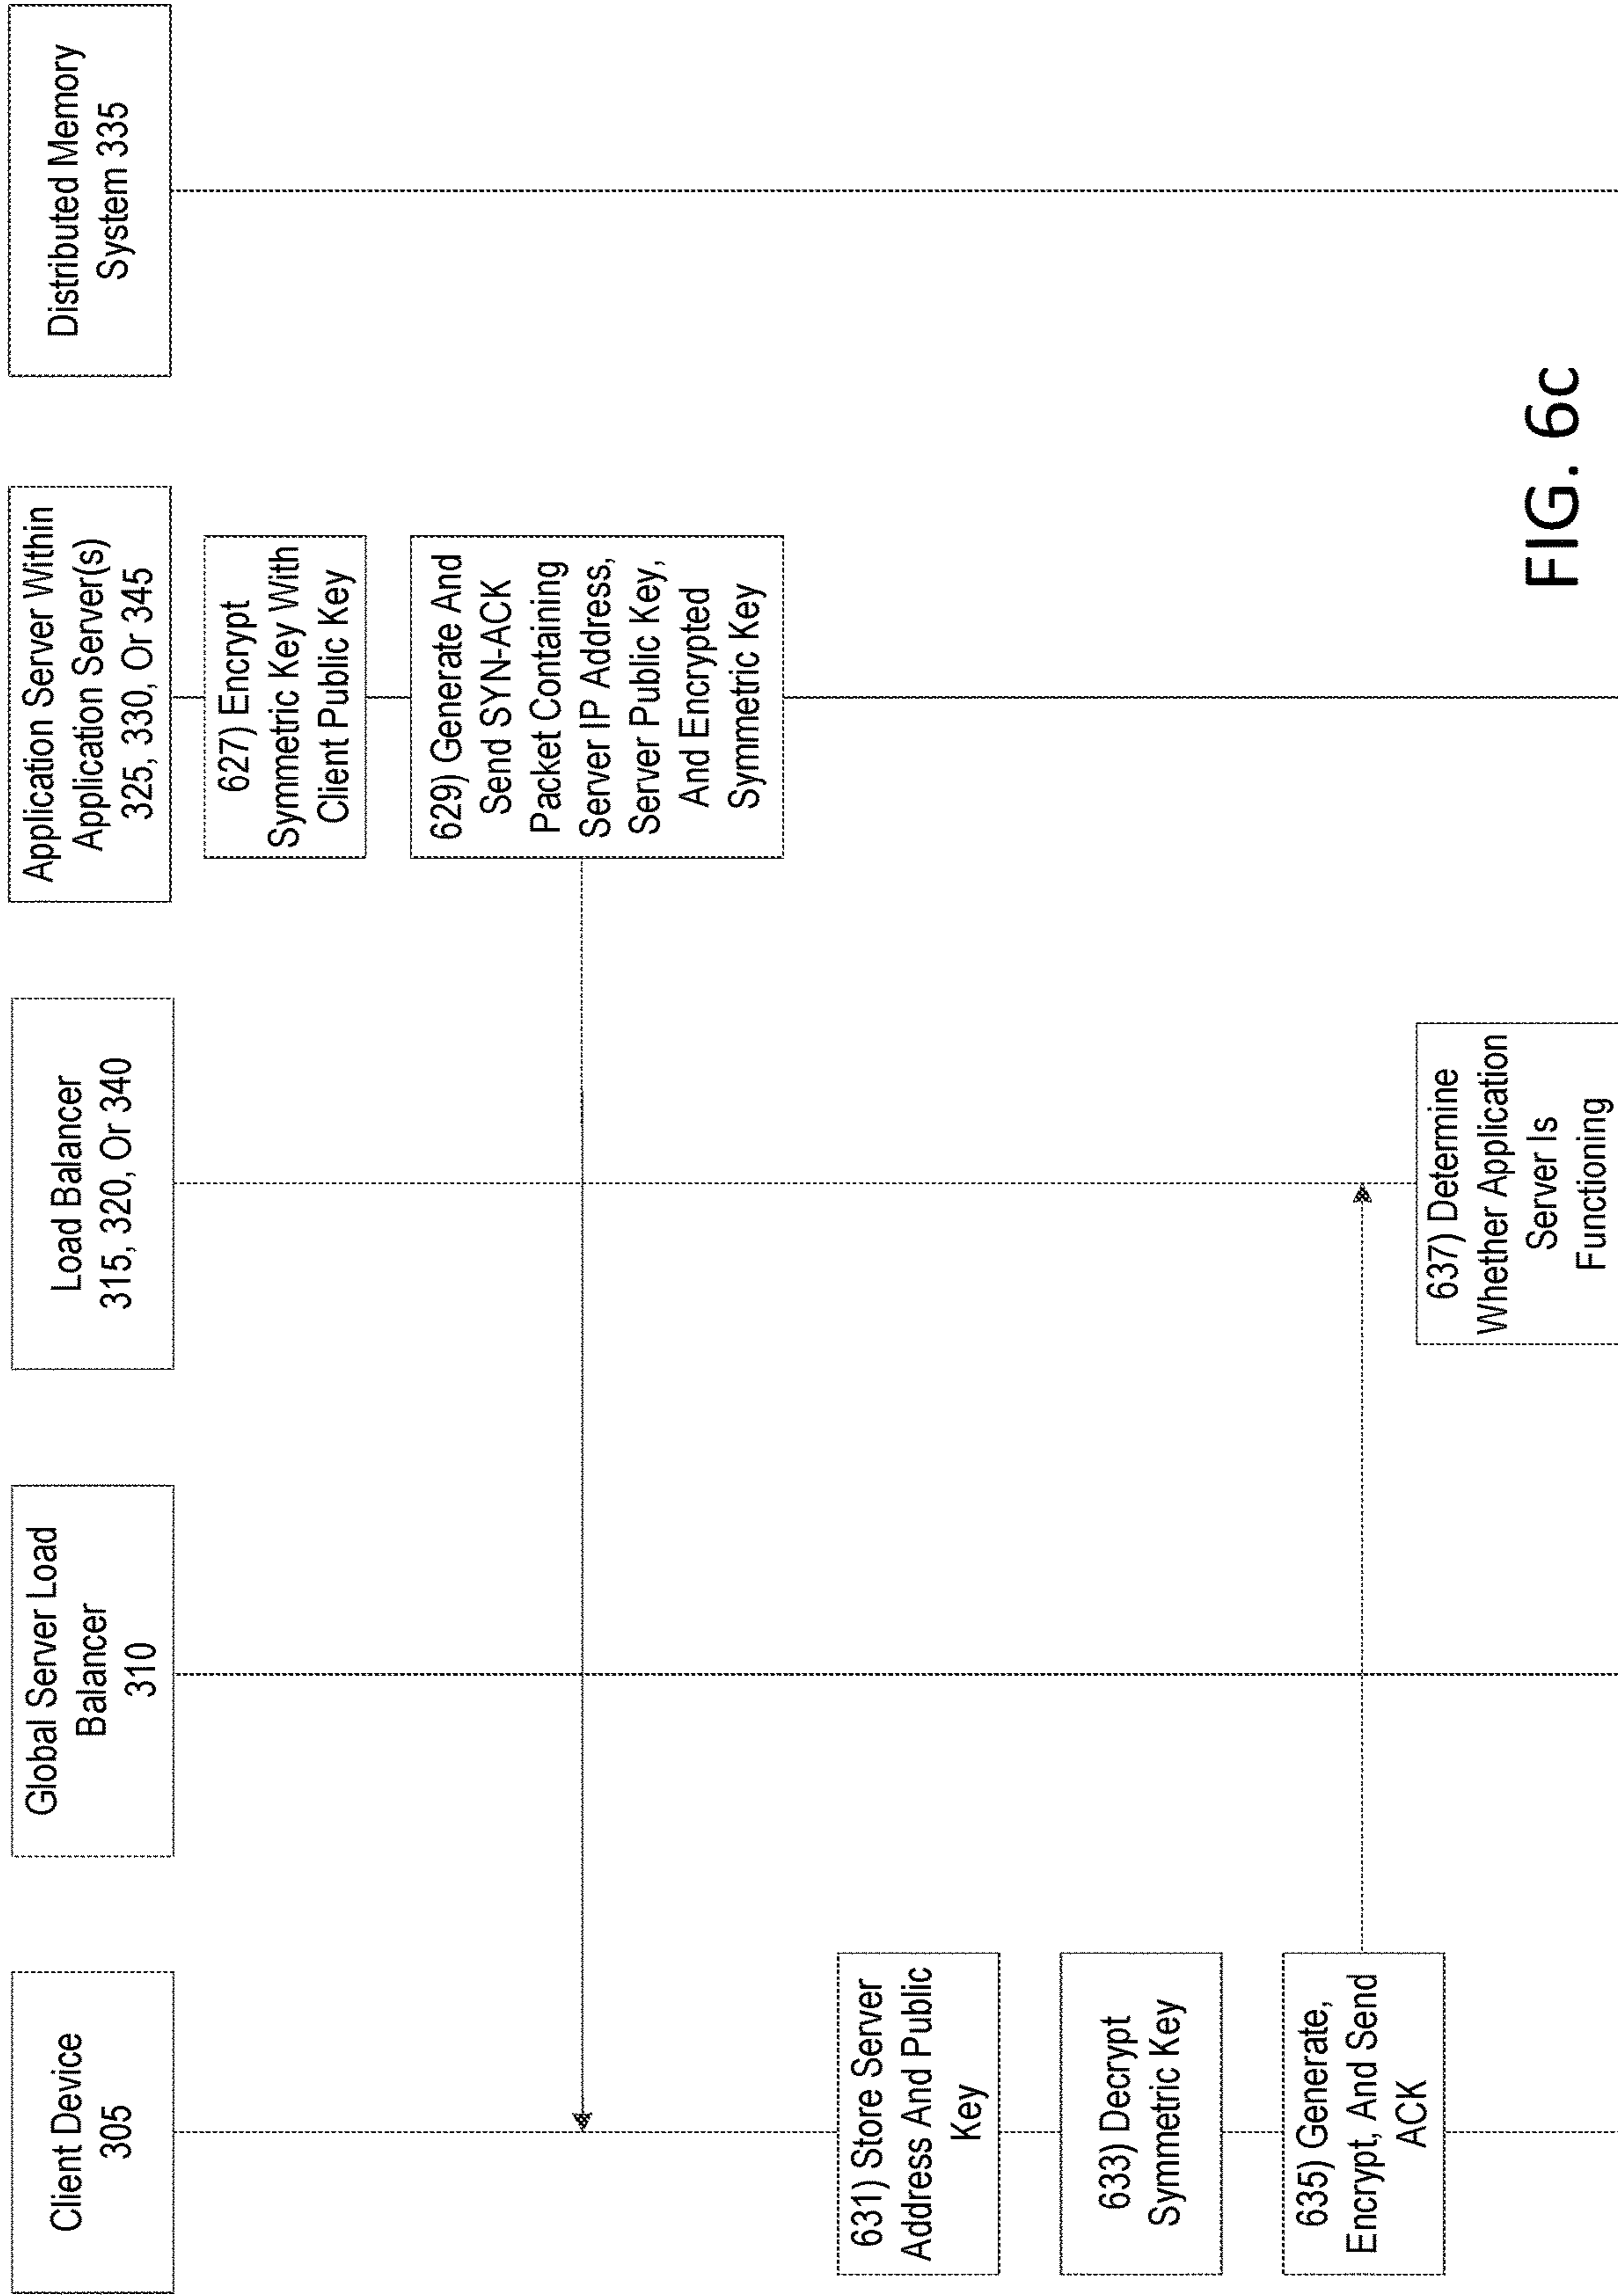 Client Device
305
Global Server Load
Balancer
310
Load Balancer
315, 320, Or 340
Application Server Within
Application Server(s)
325, 330, Or 345
Distributed Memory
System 335
627) Encrypt
Symmetric Key With
Client Public Key
629) Generate And
Send SYN-ACK
Packet Containing
Server IP Address,
Server Public Key,
And Encrypted
Symmetric Key
631) Store Server
Address And Public
Key
633) Decrypt
Symmetric Key
635) Generate,
Encrypt, And Send
ACK
637) Determine
Whether Application
Server Is
Functioning
FIG. 6c